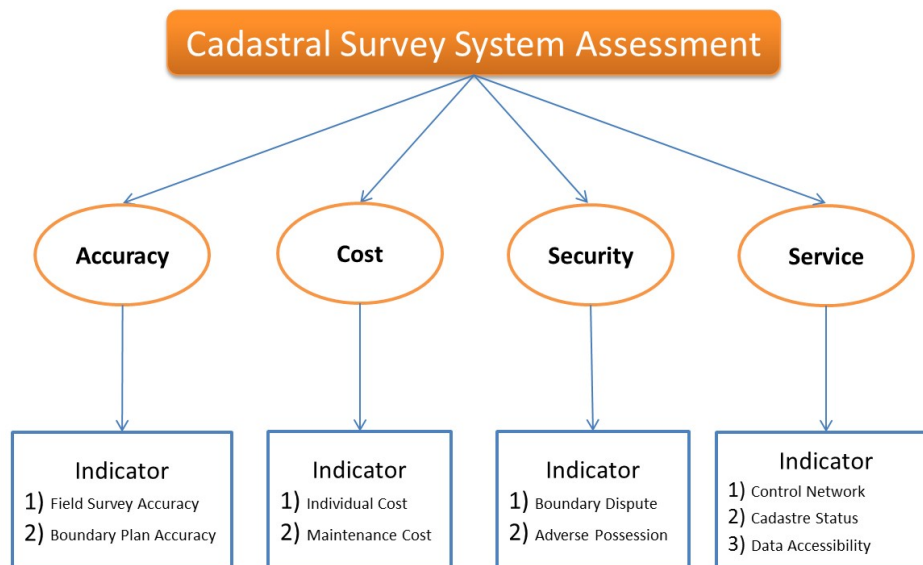 Cadastral Survey System Assessment
Accuracy
Cost
Security
Service
Indicator
1) Field Survey Accuracy
2) Boundary Plan Accuracy
Indicator
1) Individual Cost
2) Maintenance Cost
Indicator
1) Boundary Dispute
2) Adverse Possession
Indicator
1) Control Network
2) Cadastre Status
3) Data Accessibility